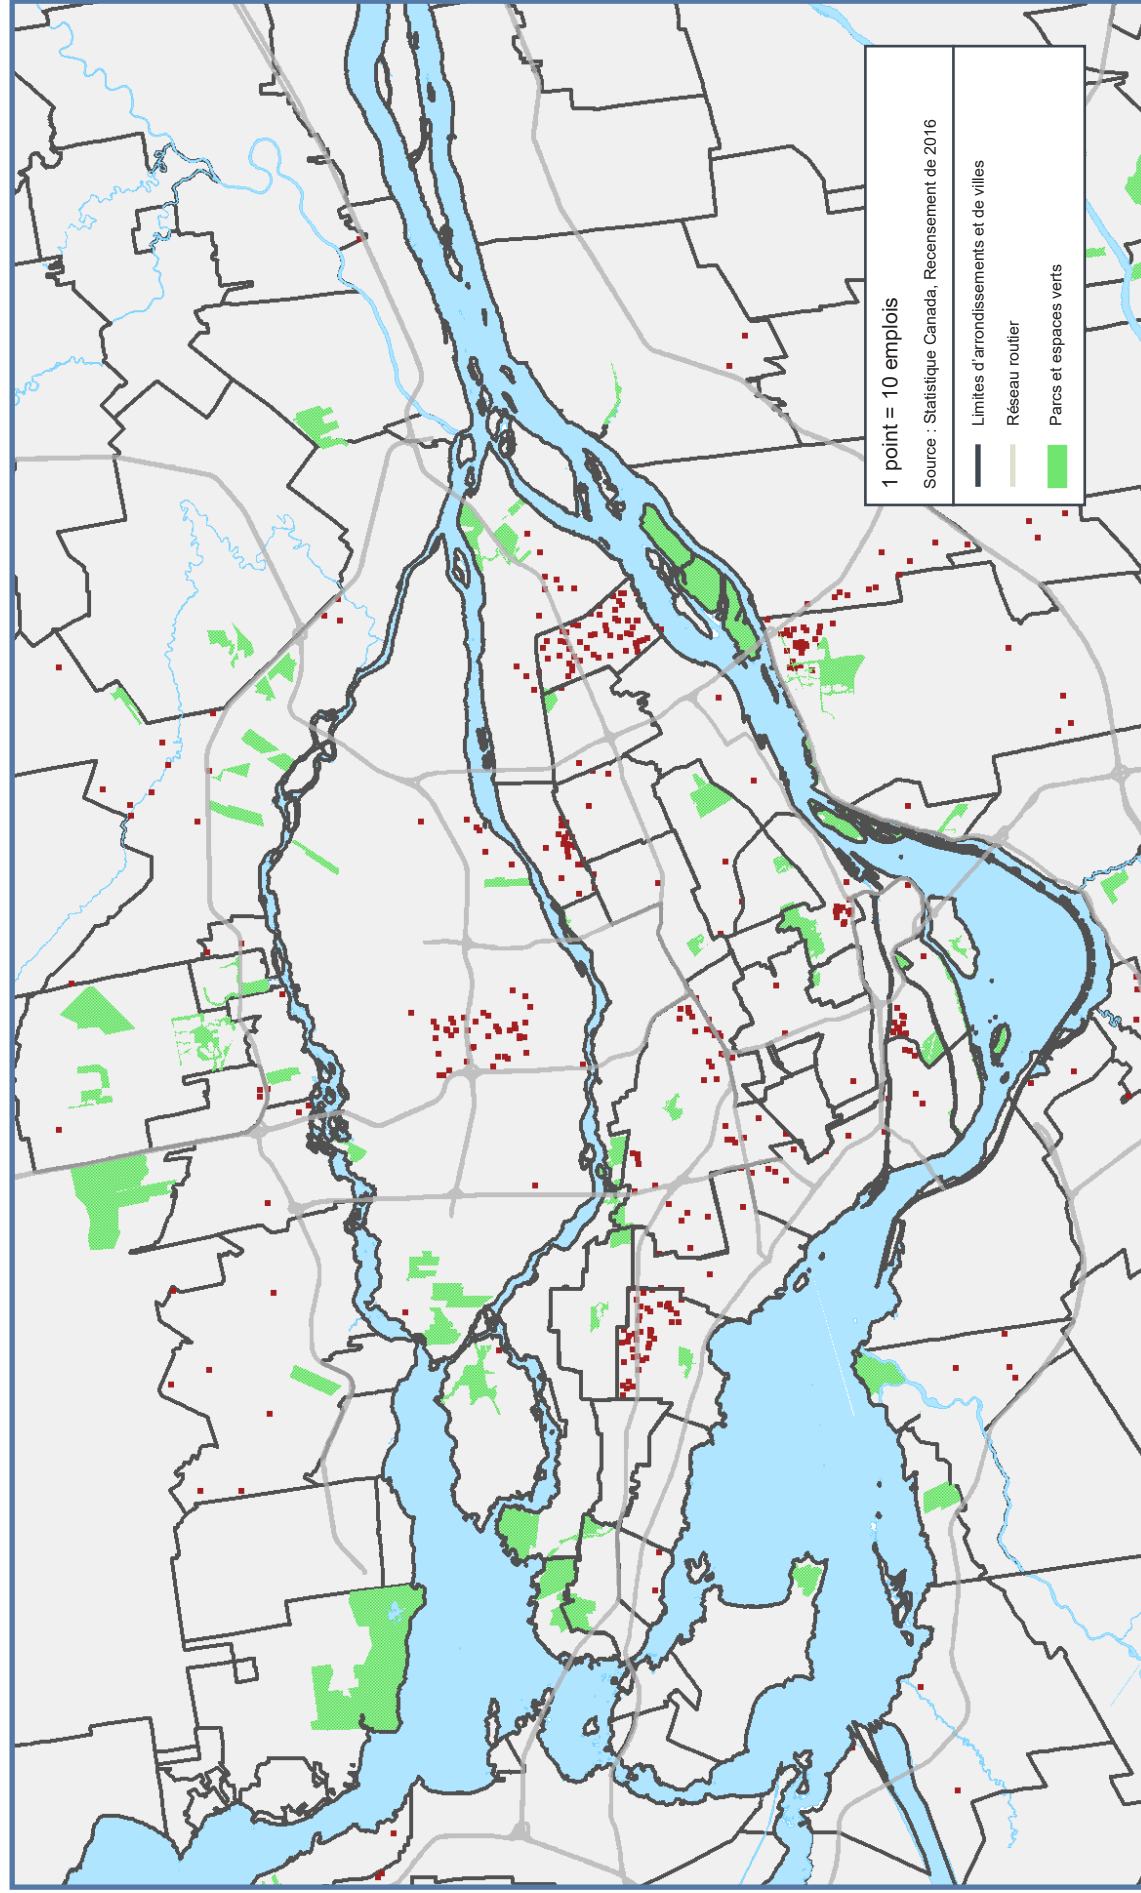 1 point = 10 emplois
Source : Statistique Canada, Recensement de 2016
Limites d'arrondissements et de villes
Réseau routier
Parcs et espaces verts